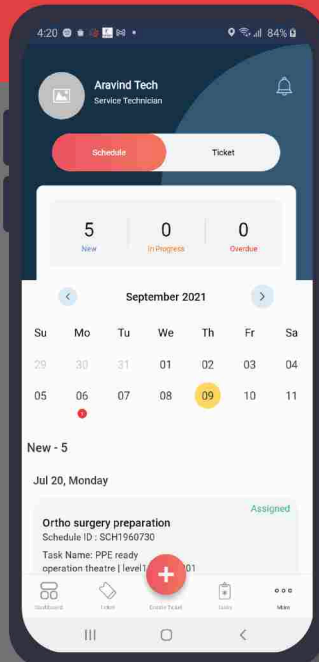 4:20
84%
Aravind Tech
Service Technician
Schedule Ticket
5 0 0
New In Progress Overdue
September 2021
Su Mo Tu We Th Fr Sa
29 30 31 01 02 03 04
05 06 07 08 09 10 11
New - 5
Jul 20, Monday
Assigned
Ortho surgery preparation
Schedule ID : SCH1960730
Task Name: PPE ready
operation theatre | level1
01
Dashboard Ticket Create Ticket Tasks More